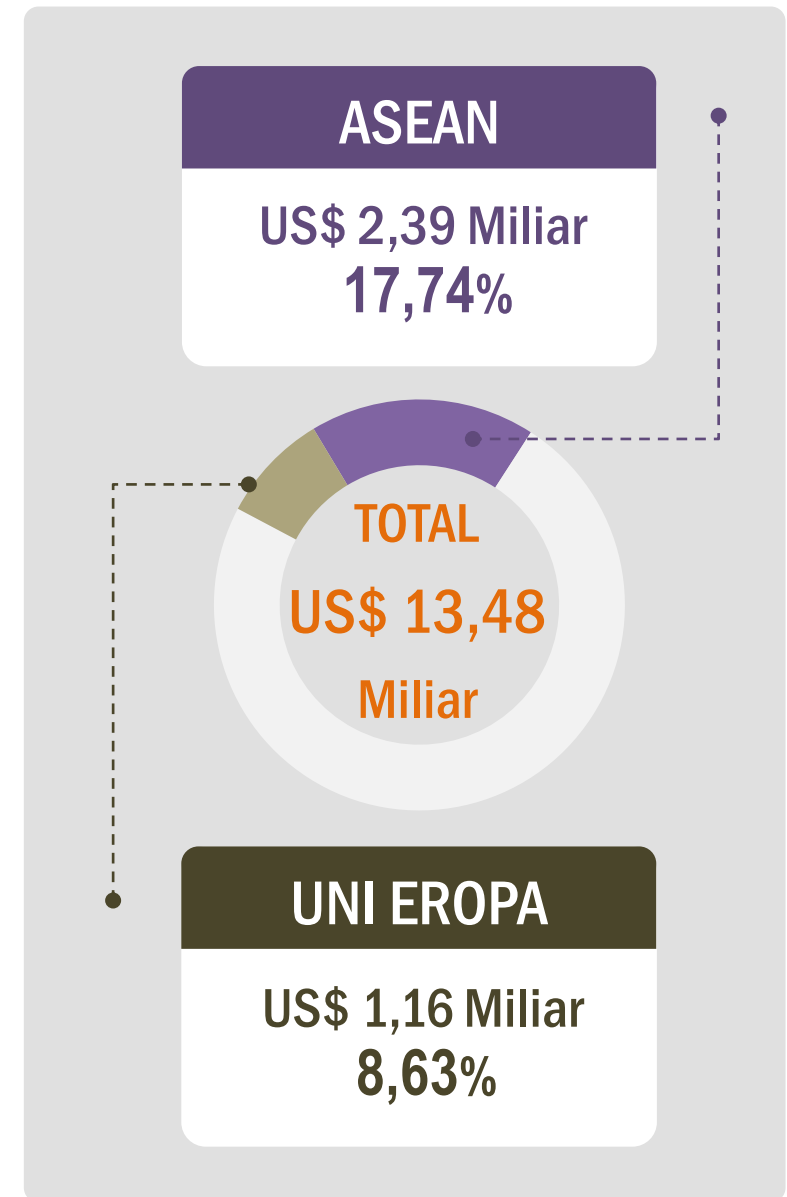 ASEAN
US$ 2,39 Miliar
17,74%
TOTAL
US$ 13,48
Miliar
UNI EROPA
US$ 1,16 Miliar
8,63%